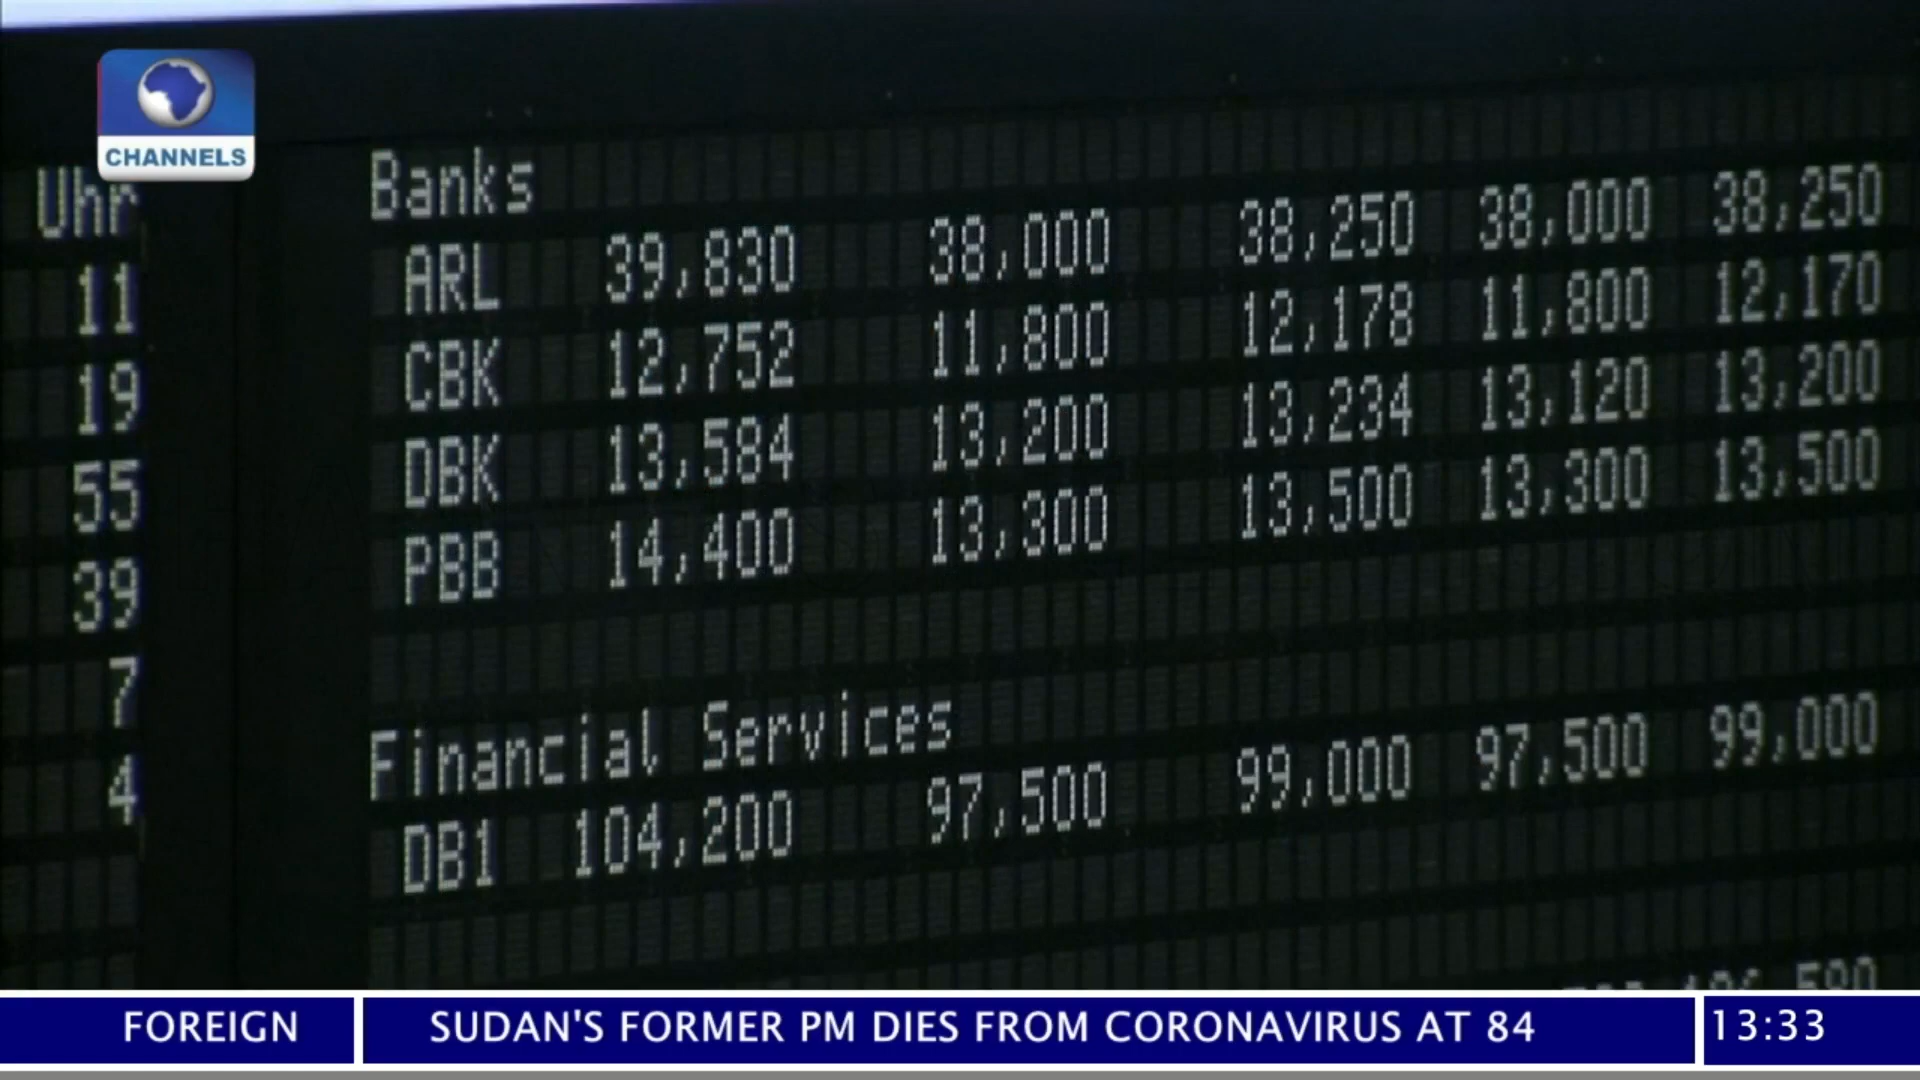 CHANNELS
Uhr
11
19
55
39
7
4
Banks
ARL 39,830 38,000 38,250 38,000 38,250
CBK 12,752 11,800 12,178 11,800 12,170
DBK 13,584 13,200 13,234 13,120 13,200
PBB 14,400 13,300 13,500 13,300 13,500
Financial Services
DB1 104,200 97,500 99,000 97,500 99,000
FOREIGN
SUDAN'S FORMER PM DIES FROM CORONAVIRUS AT 84
13:33